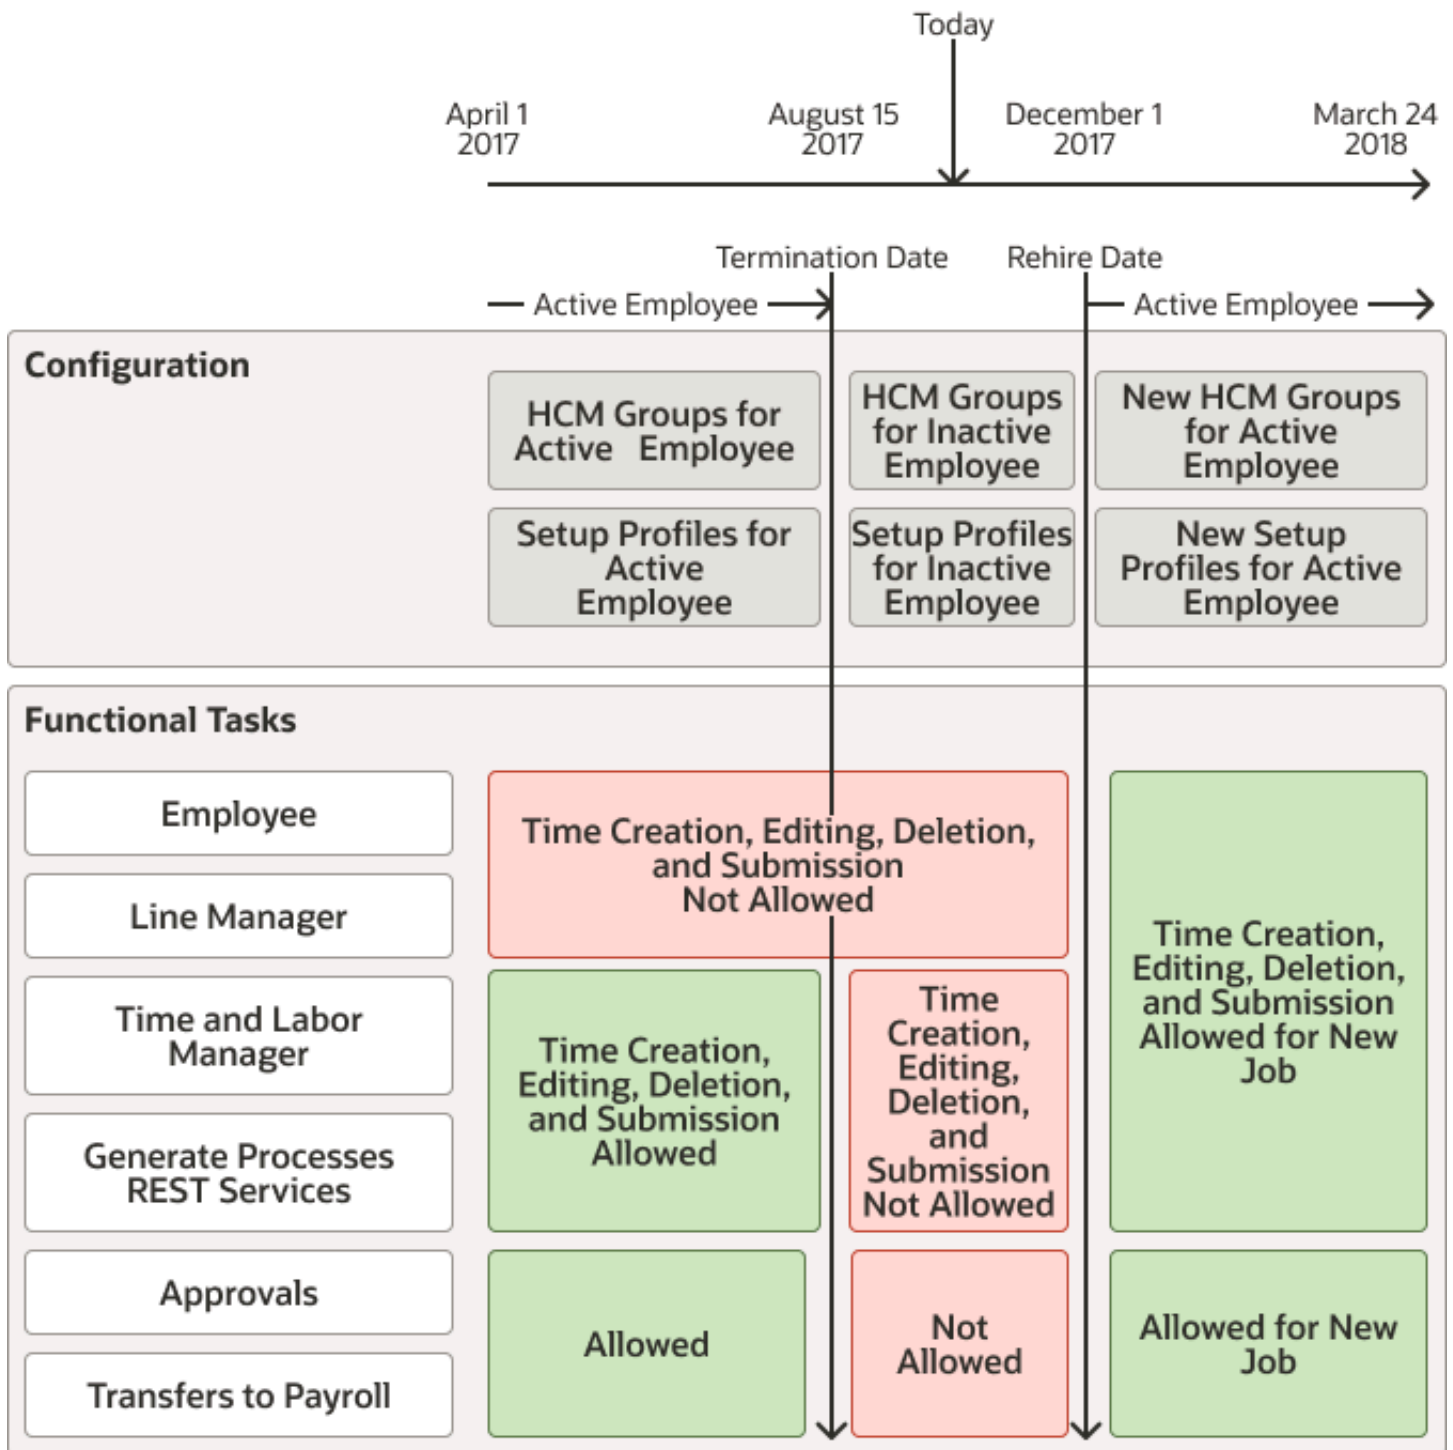 Today
April 1
2017
August 15
2017
December 1
2017
March 24
2018
Termination Date
Rehire Date
Active Employee
Active Employee
Configuration
HCM Groups for
Active Employee
HCM Groups
for Inactive
Employee
New HCM Groups
for Active
Employee
Setup Profiles for
Active
Employee
Setup Profiles
for Inactive
Employee
New Setup
Profiles for Active
Employee
Functional Tasks
Employee
Line Manager
Time and Labor
Manager
Generate Processes
REST Services
Approvals
Transfers to Payroll
Time Creation, Editing, Deletion,
and Submission
Not Allowed
Time Creation,
Editing, Deletion,
and Submission
Allowed
Time
Creation,
Editing,
Deletion,
and
Submission
Not Allowed
Time Creation,
Editing, Deletion,
and Submission
Allowed for New
Job
Allowed
Not
Allowed
Allowed for New
Job